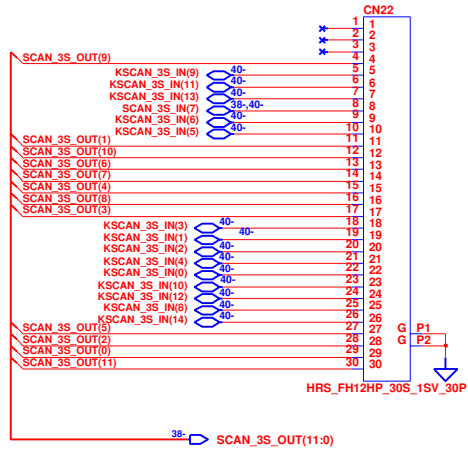 CN22
1 1
2 2
3 3
SCAN_3S_OUT(9) 4 4
KSCAN_3S_IN(9) 40- 5 5
KSCAN_3S_IN(11) 40- 6 6
KSCAN_3S_IN(13) 40- 7 7
SCAN_3S_IN(7) 38-,40- 8 8
KSCAN_3S_IN(6) 40- 9 9
KSCAN_3S_IN(5) 40- 10 10
SCAN_3S_OUT(1) 11 11
SCAN_3S_OUT(10) 12 12
SCAN_3S_OUT(6) 13 13
SCAN_3S_OUT(7) 14 14
SCAN_3S_OUT(4) 15 15
SCAN_3S_OUT(8) 16 16
SCAN_3S_OUT(3) 17 17
KSCAN_3S_IN(3) 40- 18 18
KSCAN_3S_IN(1) 40- 19 19
KSCAN_3S_IN(2) 40- 20 20
KSCAN_3S_IN(4) 40- 21 21
KSCAN_3S_IN(0) 40- 22 22
KSCAN_3S_IN(10) 40- 23 23
KSCAN_3S_IN(12) 40- 24 24
KSCAN_3S_IN(8) 40- 25 25
KSCAN_3S_IN(14) 40- 26 26
SCAN_3S_OUT(5) 27 27 G P1
SCAN_3S_OUT(2) 28 28 G P2
SCAN_3S_OUT(0) 29 29
SCAN_3S_OUT(11) 30 30
HRS_FH12HP_30S_1SV_30P
38- SCAN_3S_OUT(11:0)